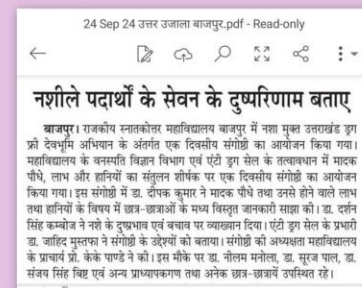 24 Sep 24 उत्तर उजाला बाजपुर.pdf - Read-only
नशीले पदार्थों के सेवन के दुष्परिणाम बताए
बाजपुर। राजकीय स्नातकोत्तर महाविद्यालय बाजपुर में नशा मुक्त उत्तराखंड ड्रग
फ्री देवभूमि अभियान के अंतर्गत एक दिवसीय संगोष्ठी का आयोजन किया गया।
महाविद्यालय के वनस्पति विज्ञान विभाग एवं एंटी ड्रग सेल के तत्वावधान में मादक
पौधे, लाभ और हानियों का संतुलन शीर्षक पर एक दिवसीय संगोष्ठी का आयोजन
किया गया। इस संगोष्ठी में डा. दीपक कुमार ने मादक पौधे तथा उनसे होने वाले लाभ
तथा हानियों के विषय में छात्र-छात्राओं के मध्य विस्तृत जानकारी साझा की। डा. दर्शन
सिंह कम्बोज ने नशे के दुष्प्रभाव एवं बचाव पर व्याख्यान दिया। एंटी ड्रग सेल के प्रभारी
डा. जाहिद मुस्तफा ने संगोष्ठी के उद्देश्यों को बताया। संगोष्ठी की अध्यक्षता महाविद्यालय
के प्राचार्य प्रो. केके पाण्डे ने की। इस मौके पर डा. नीलम मनोला, डा. सूरज पाल, डा.
संजय सिंह बिष्ट एवं अन्य प्राध्यापकगण तथा अनेक छात्र-छात्रायें उपस्थित रहे।